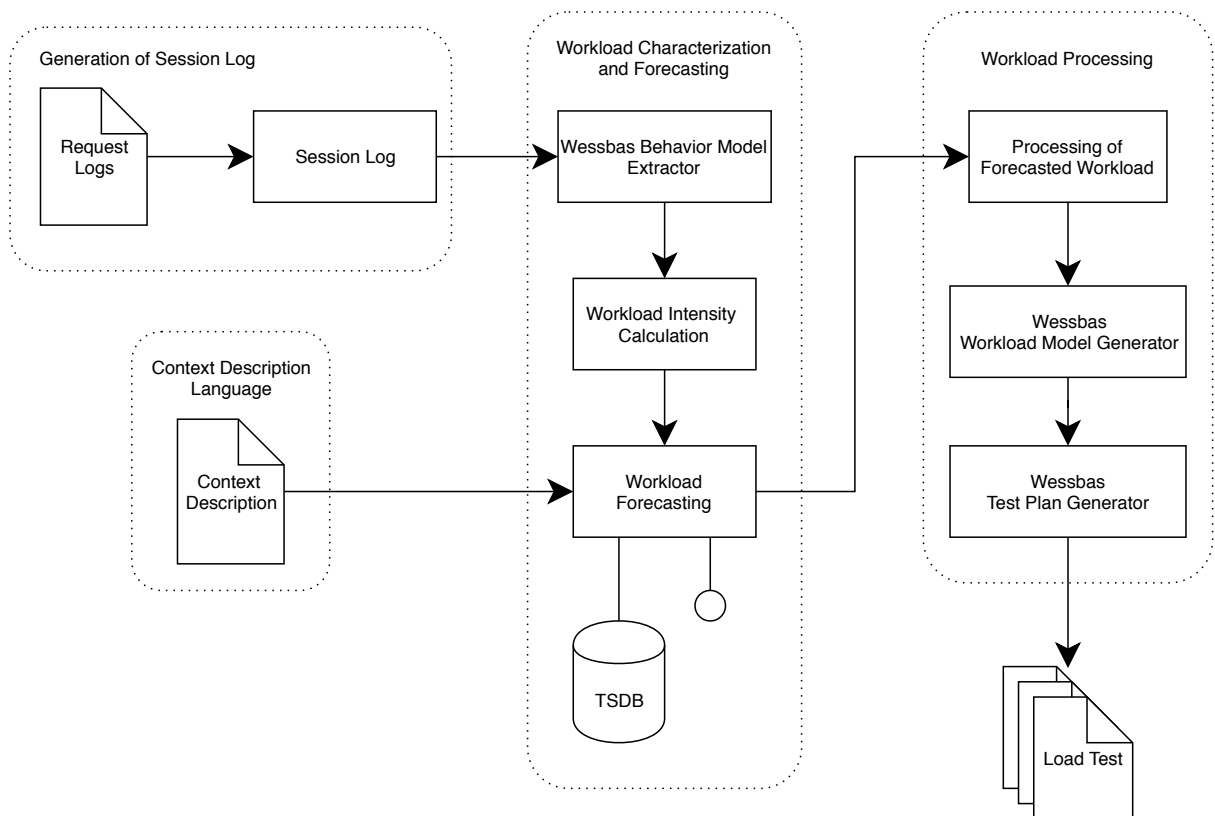 Generation of Session Log
Request
Logs
Session Log
Workload Characterization
and Forecasting
Wessbas Behavior Model
Extractor
Workload Intensity
Calculation
Context Description
Language
Context
Description
Workload
Forecasting
TSDB
Workload Processing
Processing of
Forecasted Workload
Wessbas
Workload Model Generator
Wessbas
Test Plan Generator
Load Test